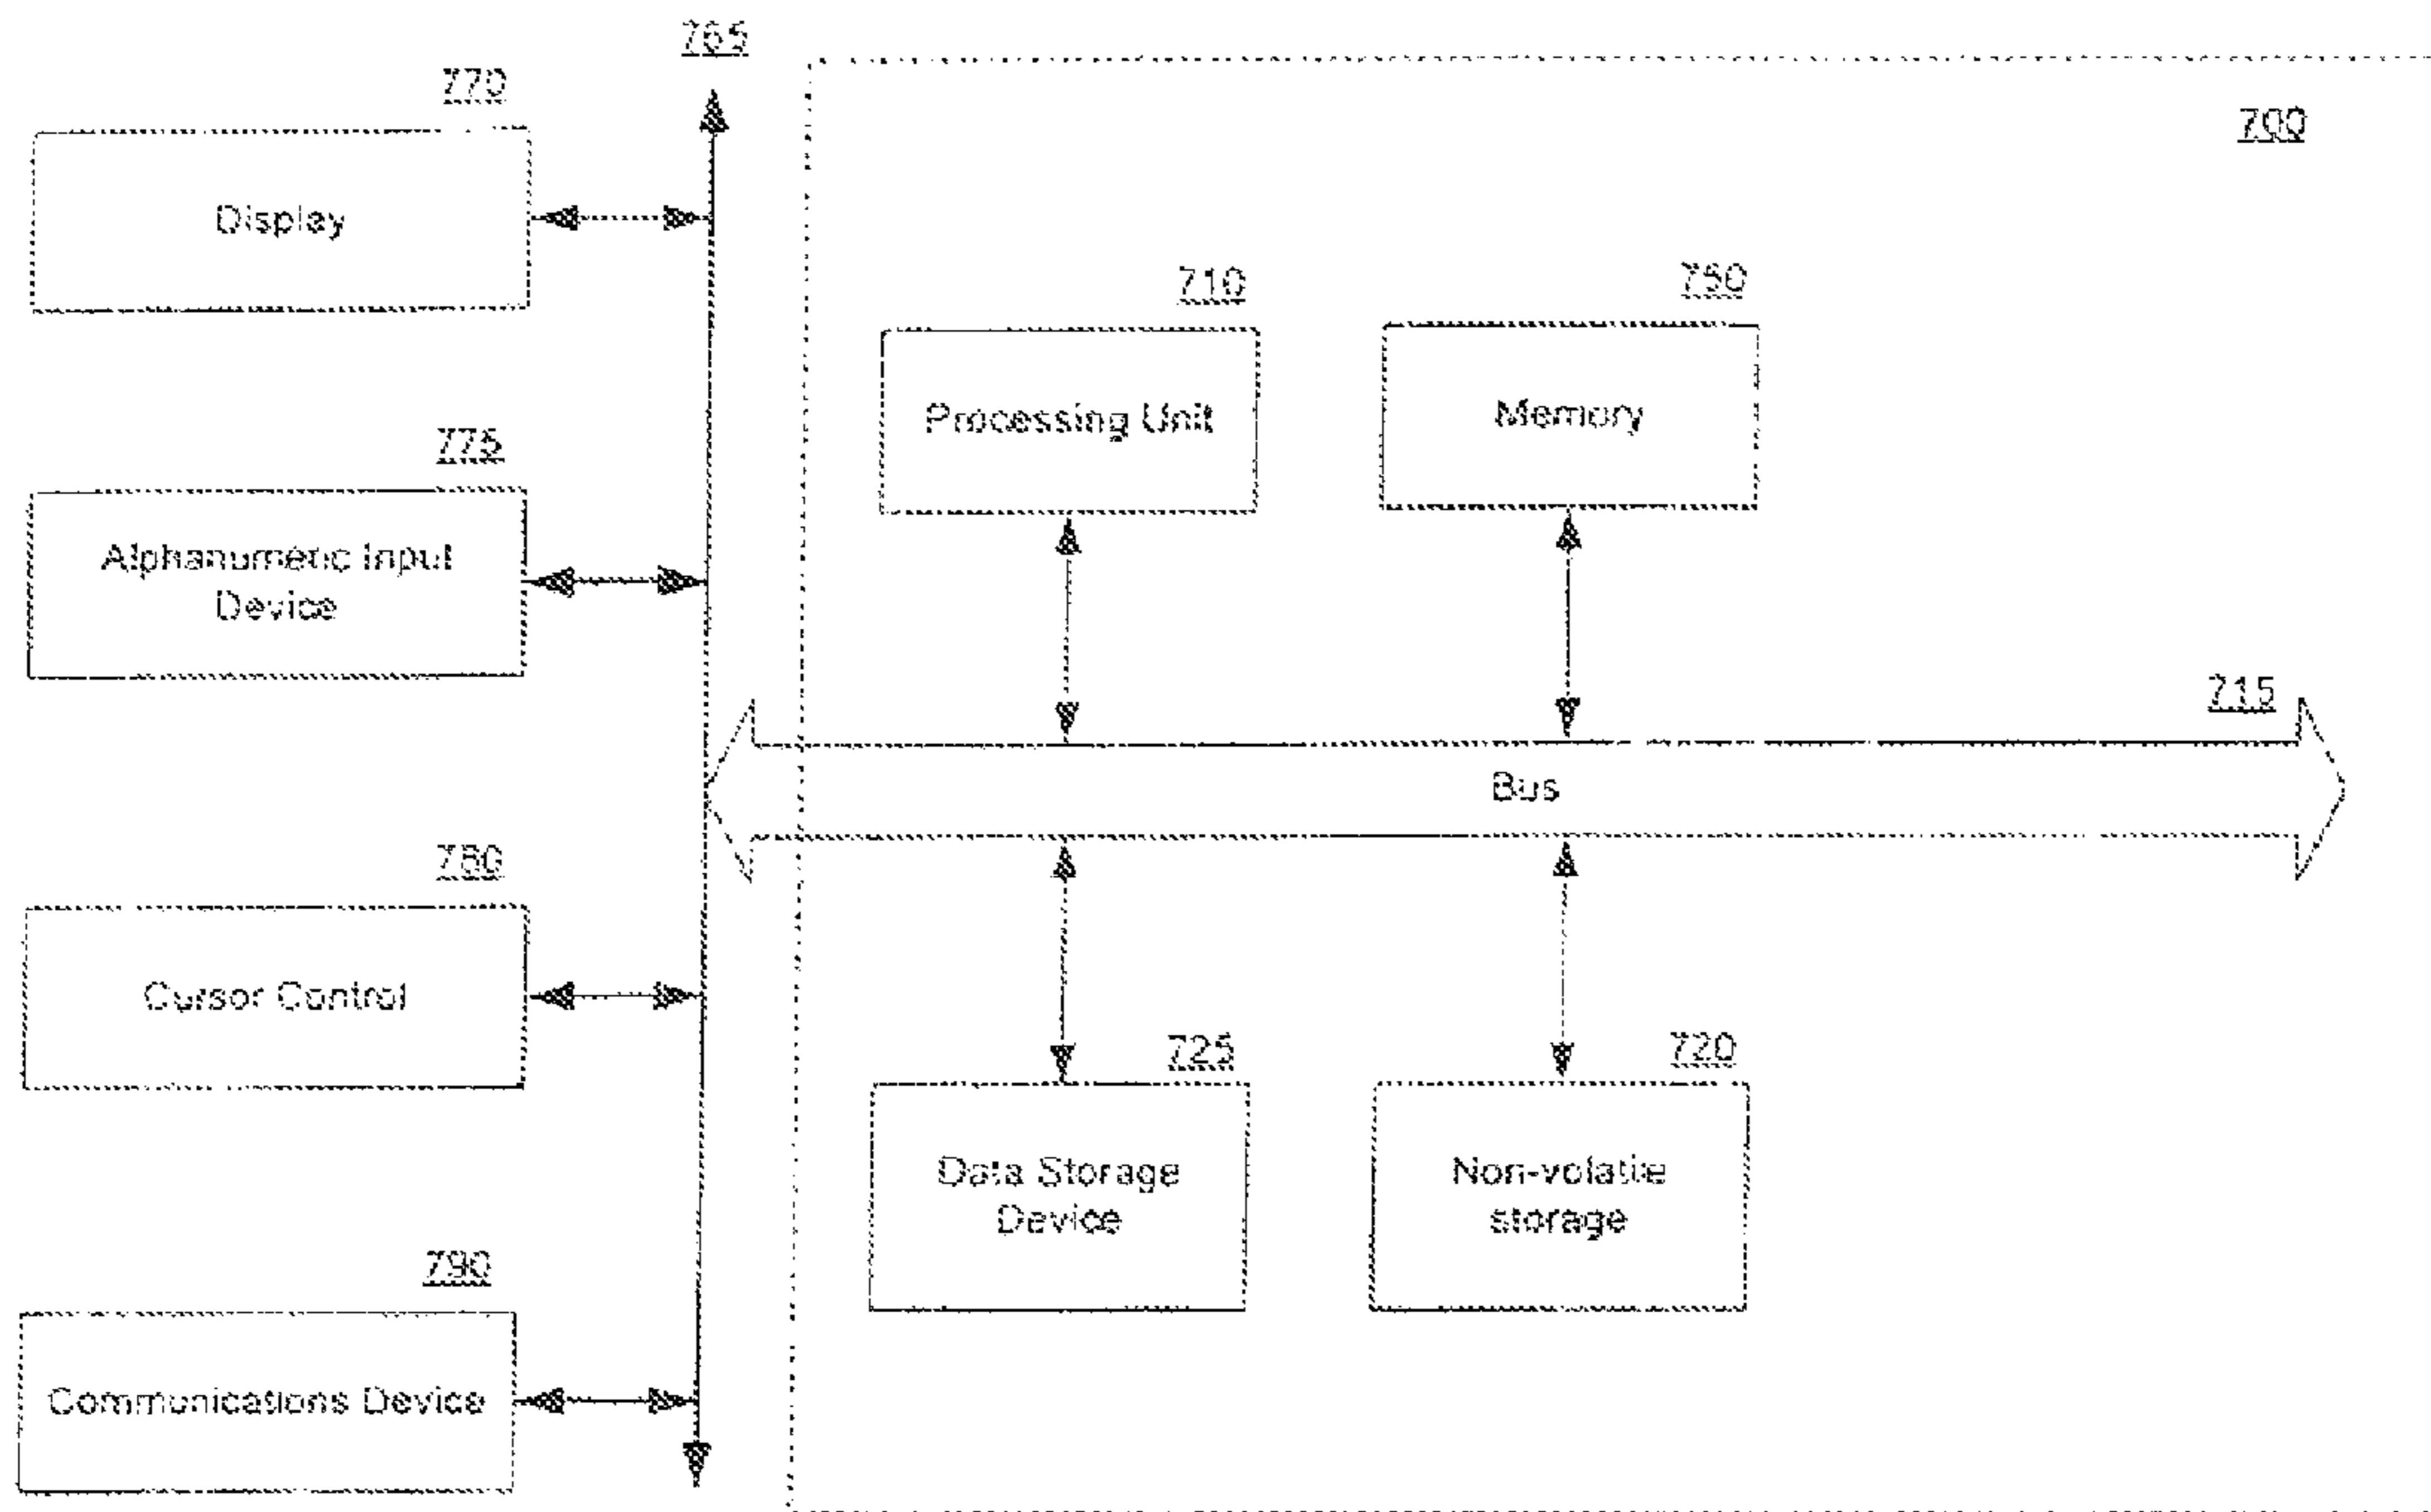 765
770
700
Display
710
750
Processing Unit
Memory
775
Alphanumeric Input
Device
715
Bus
780
Cursor Control
725
720
Data Storage
Device
Non-volatile
storage
790
Communications Device